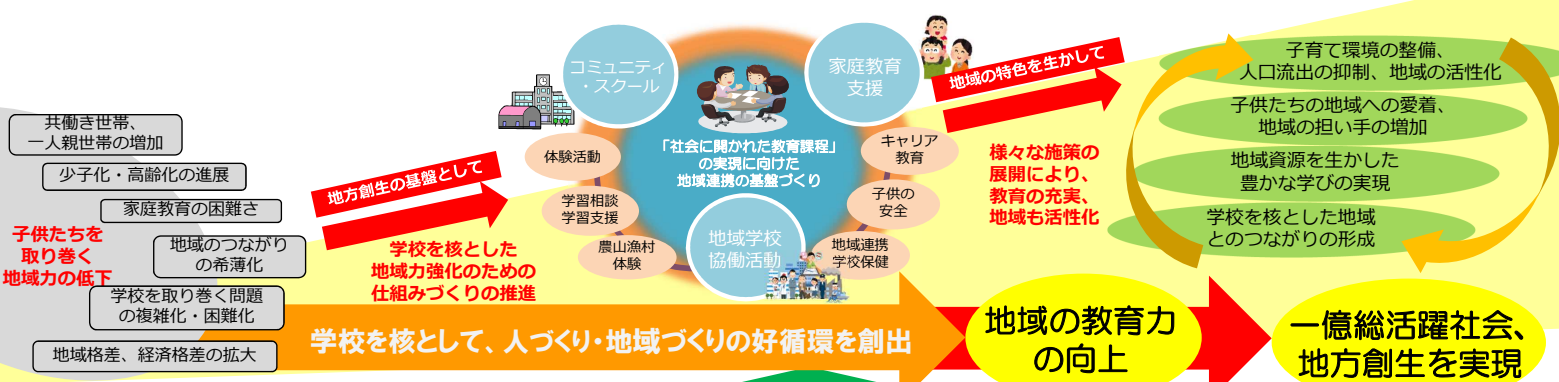 共働き世帯、
一人親世帯の増加
少子化・高齢化の進展
家庭教育の困難さ
地域のつながり
の希薄化
子供たちを
取り巻く
地域力の低下
学校を取り巻く問題
の複雑化・困難化
地域格差、経済格差の拡大
地方創生の基盤として
学校を核とした
地域力強化のための
仕組みづくりの推進
コミュニティ
・スクール
家庭教育
支援
「社会に開かれた教育課程」
の実現に向けた
地域連携の基盤づくり
体験活動
学習相談
学習支援
農山漁村
体験
地域学校
協働活動
キャリア
教育
子供の
安全
地域連携
学校保健
地域の特色を生かして
様々な施策の
展開により、
教育の充実、
地域も活性化
子育て環境の整備、
人口流出の抑制、地域の活性化
子供たちの地域への愛着、
地域の担い手の増加
地域資源を生かした
豊かな学びの実現
学校を核とした地域
とのつながりの形成
学校を核として、人づくり・地域づくりの好循環を創出
地域の教育力
の向上
一億総活躍社会、
地方創生を実現